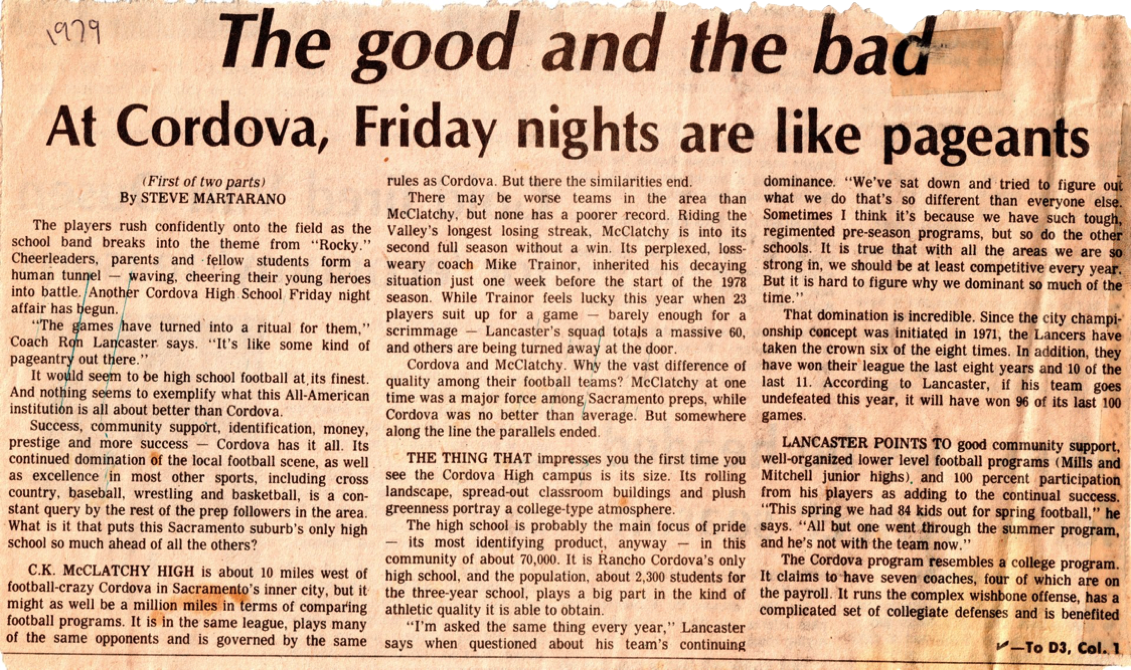 1979
The good and the bad
At Cordova, Friday nights are like pageants
(First of two parts)
By STEVE MARTARANO
The players rush confidently onto the field as the
school band breaks into the theme from “Rocky.”
Cheerleaders, parents and fellow students form a
human tunnel — waving, cheering their young heroes
into battle. Another Cordova High School Friday night
affair has begun.
“The games have turned into a ritual for them,”
Coach Ron Lancaster says. “It's like some kind of
pageantry out there.”
It would seem to be high school football at its finest.
And nothing seems to exemplify what this All-American
institution is all about better than Cordova.
Success, community support, identification, money,
prestige and more success — Cordova has it all. Its
continued domination of the local football scene, as well
as excellence in most other sports, including cross
country, baseball, wrestling and basketball, is a con-
stant query by the rest of the prep followers in the area.
What is it that puts this Sacramento suburb's only high
school so much ahead of all the others?
C.K. McCLATCHY HIGH is about 10 miles west of
football-crazy Cordova in Sacramento's inner city, but it
might as well be a million miles in terms of comparing
football programs. It is in the same league, plays many
of the same opponents and is governed by the same
rules as Cordova. But there the similarities end.
There may be worse teams in the area than
McClatchy, but none has a poorer record. Riding the
Valley's longest losing streak, McClatchy is into its
second full season without a win. Its perplexed, loss-
weary coach Mike Trainor, inherited his decaying
situation just one week before the start of the 1978
season. While Trainor feels lucky this year when 23
players suit up for a game — barely enough for a
scrimmage — Lancaster's squad totals a massive 60,
and others are being turned away at the door.
Cordova and McClatchy. Why the vast difference of
quality among their football teams? McClatchy at one
time was a major force among Sacramento preps, while
Cordova was no better than average. But somewhere
along the line the parallels ended.
THE THING THAT impresses you the first time you
see the Cordova High campus is its size. Its rolling
landscape, spread-out classroom buildings and plush
greenness portray a college-type atmosphere.
The high school is probably the main focus of pride
— its most identifying product, anyway — in this
community of about 70,000. It is Rancho Cordova's only
high school, and the population, about 2,300 students for
the three-year school, plays a big part in the kind of
athletic quality it is able to obtain.
“I'm asked the same thing every year,” Lancaster
says when questioned about his team's continuing
dominance. “We've sat down and tried to figure out
what we do that's so different than everyone else.
Sometimes I think it's because we have such tough,
regimented pre-season programs, but so do the other
schools. It is true that with all the areas we are so
strong in, we should be at least competitive every year.
But it is hard to figure why we dominant so much of the
time.”
That domination is incredible. Since the city champi-
onship concept was initiated in 1971, the Lancers have
taken the crown six of the eight times. In addition, they
have won their league the last eight years and 10 of the
last 11. According to Lancaster, if his team goes
undefeated this year, it will have won 96 of its last 100
games.
LANCASTER POINTS TO good community support,
well-organized lower level football programs (Mills and
Mitchell junior highs), and 100 percent participation
from his players as adding to the continual success.
“This spring we had 84 kids out for spring football,” he
says. “All but one went through the summer program,
and he's not with the team now.”
The Cordova program resembles a college program.
It claims to have seven coaches, four of which are on
the payroll. It runs the complex wishbone offense, has a
complicated set of collegiate defenses and is benefited
—To D3, Col. 1